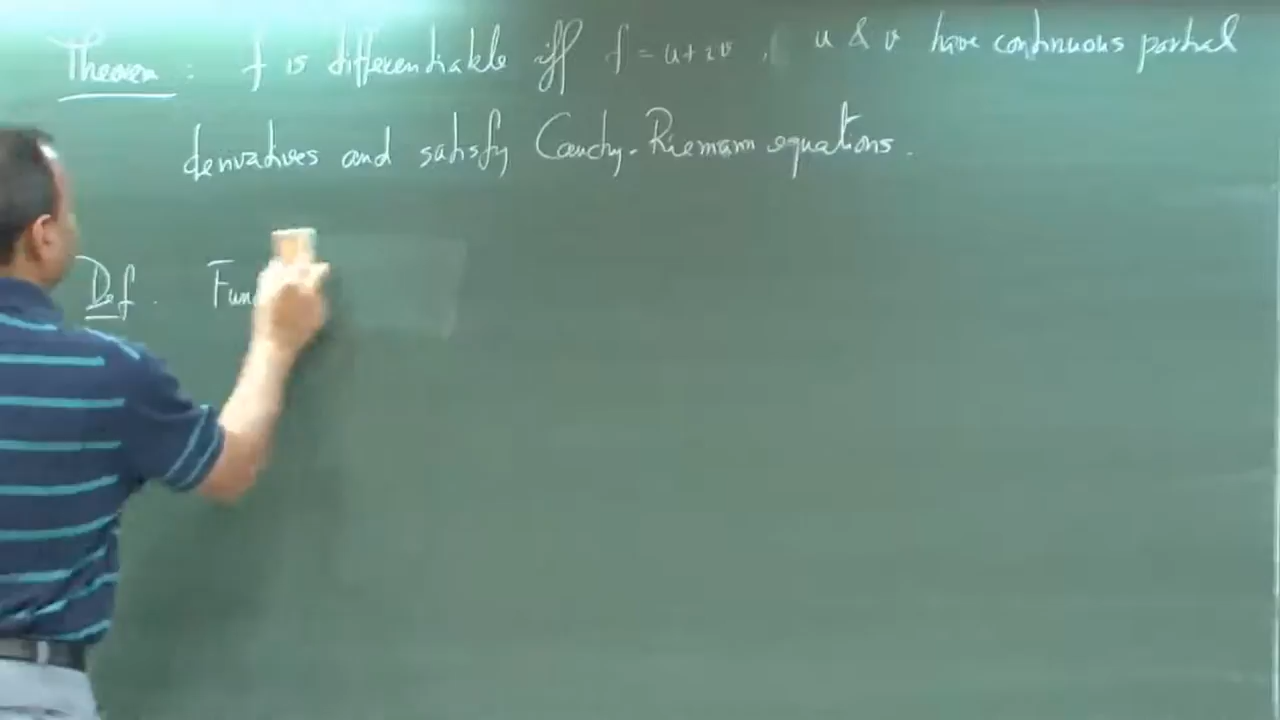 Theorem : f is differentiable iff f = u+iv , u & v have continuous partial
derivatives and satisfy Cauchy-Riemann equations.
Def. Fun